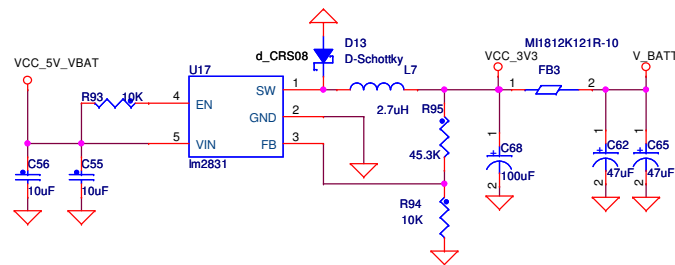 MI1812K121R-10
D13
D-Schottky
d_CRS08
VCC_5V_VBAT
U17
L7
VCC_3V3
V_BATT
FB3
R93
10K
4
EN
SW
1
1
2
2.7uH
GND
2
R95
5
VIN
FB
3
lm2831
45.3K
1
C68
100uF
2
1
C62
47uF
2
1
C65
47uF
2
C56
10uF
C55
10uF
R94
10K